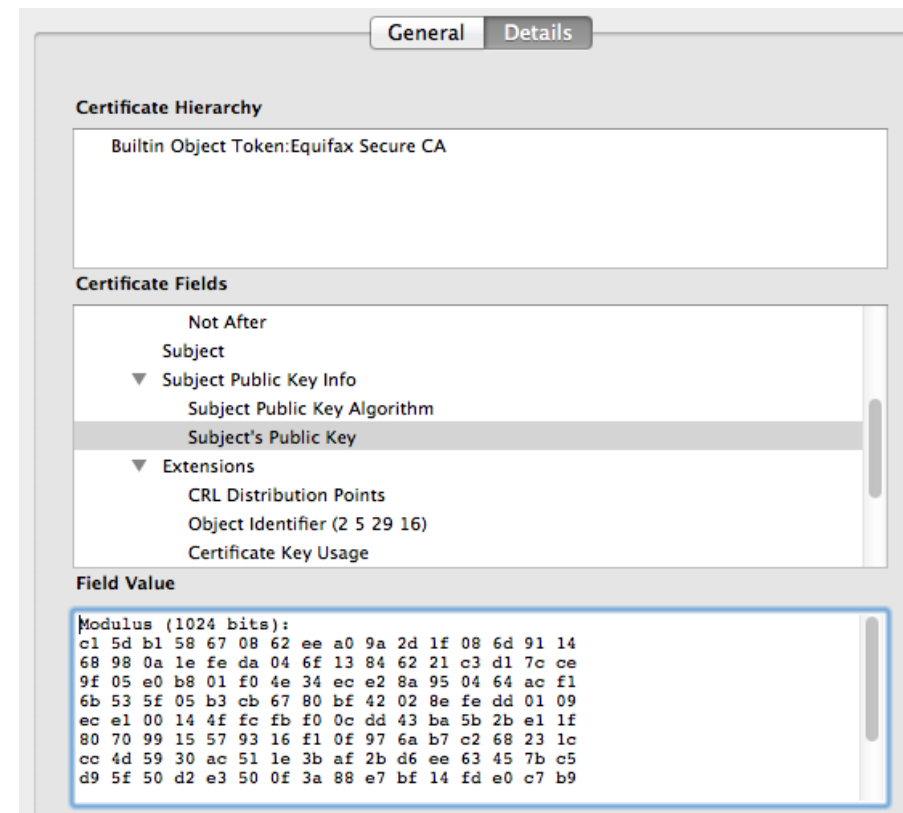 General Details
Certificate Hierarchy
Builtin Object Token:Equifax Secure CA
Certificate Fields
Not After
Subject
Subject Public Key Info
Subject Public Key Algorithm
Subject's Public Key
Extensions
CRL Distribution Points
Object Identifier (2 5 29 16)
Certificate Key Usage
Field Value
Modulus (1024 bits):
c1 5d b1 58 67 08 62 ee a0 9a 2d 1f 08 6d 91 14
68 98 0a 1e fe da 04 6f 13 84 62 21 c3 d1 7c ce
9f 05 e0 b8 01 f0 4e 34 ec e2 8a 95 04 64 ac f1
6b 53 5f 05 b3 cb 67 80 bf 42 02 8e fe dd 01 09
ec e1 00 14 4f fc fb f0 0c dd 43 ba 5b 2b e1 1f
80 70 99 15 57 93 16 f1 0f 97 6a b7 c2 68 23 1c
cc 4d 59 30 ac 51 1e 3b af 2b d6 ee 63 45 7b c5
d9 5f 50 d2 e3 50 0f 3a 88 e7 bf 14 fd e0 c7 b9